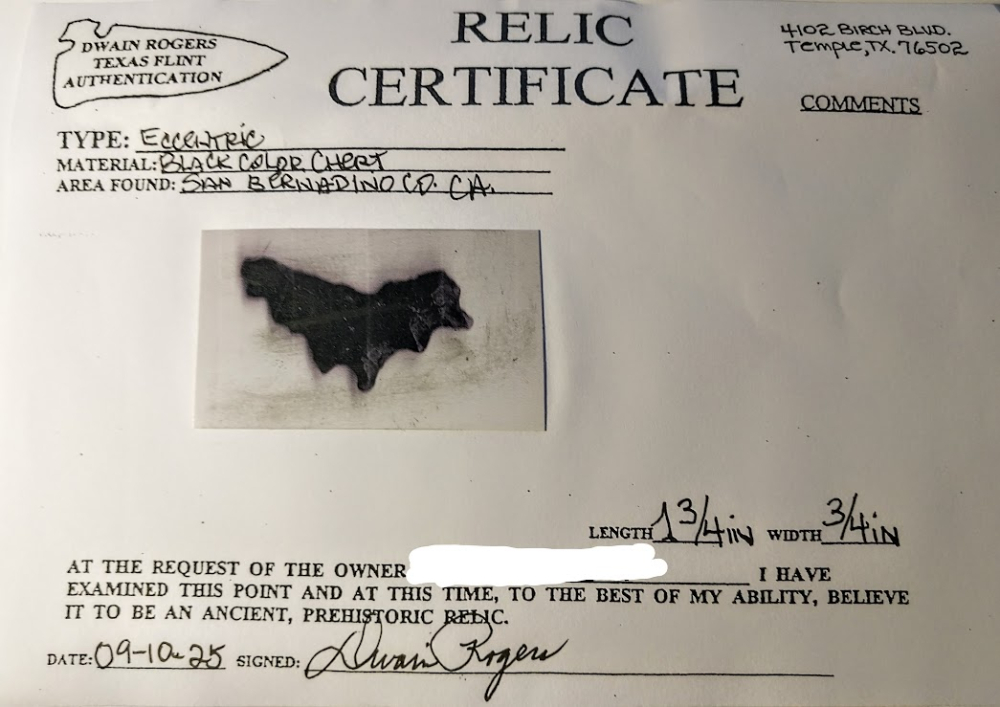 DWAIN ROGERS
TEXAS FLINT
AUTHENTICATION
RELIC
CERTIFICATE
4102 BIRCH BLVD.
Temple, TX. 76502
COMMENTS
TYPE: ECCENTRIC
MATERIAL: BLACK COLOR CHERT
AREA FOUND: SAN BERNADINO CO. CA.
LENGTH 1 3/4 iN WIDTH 3/4 iN
AT THE REQUEST OF THE OWNER I HAVE
EXAMINED THIS POINT AND AT THIS TIME, TO THE BEST OF MY ABILITY, BELIEVE
IT TO BE AN ANCIENT, PREHISTORIC RELIC.
DATE: 09-10-25 SIGNED: Dwain Rogers